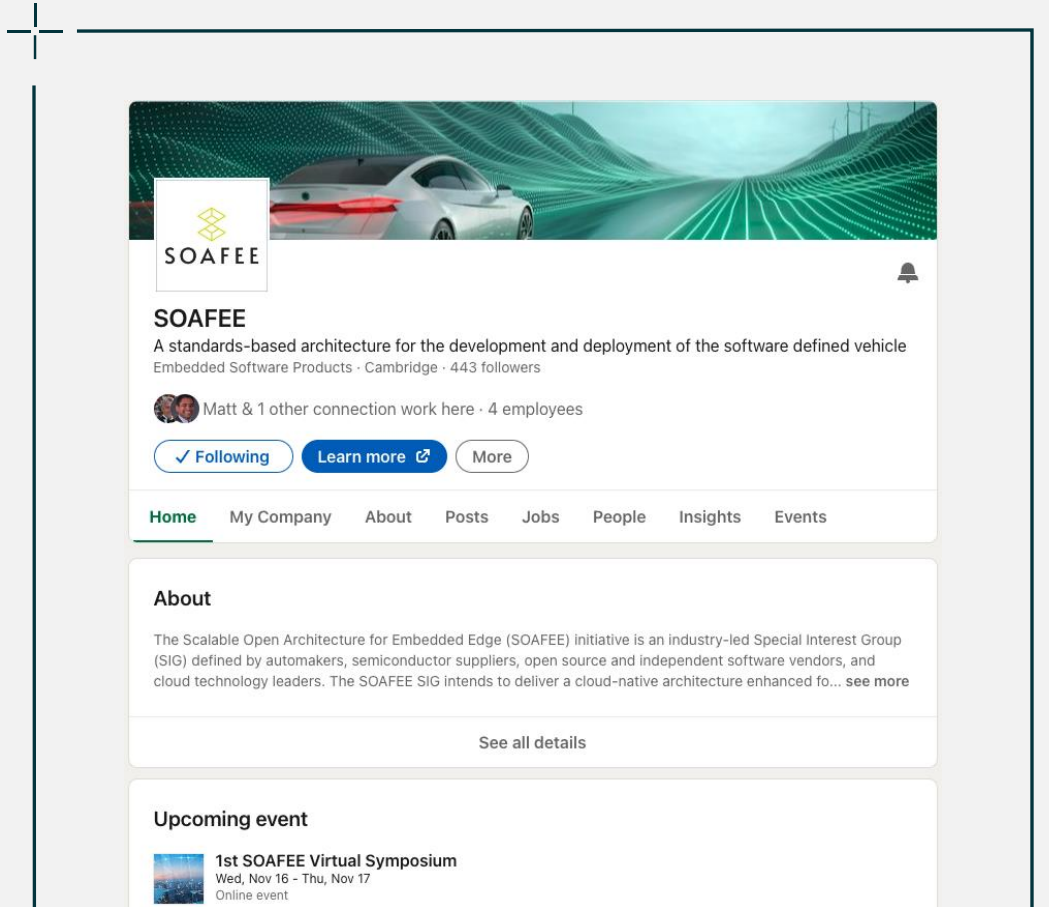 SOAFEE
SOAFEE
A standards-based architecture for the development and deployment of the software defined vehicle
Embedded Software Products · Cambridge · 443 followers
Matt & 1 other connection work here · 4 employees
✓ Following Learn more More
Home My Company About Posts Jobs People Insights Events
About
The Scalable Open Architecture for Embedded Edge (SOAFEE) initiative is an industry-led Special Interest Group
(SIG) defined by automakers, semiconductor suppliers, open source and independent software vendors, and
cloud technology leaders. The SOAFEE SIG intends to deliver a cloud-native architecture enhanced fo... see more
See all details
Upcoming event
1st SOAFEE Virtual Symposium
Wed, Nov 16 - Thu, Nov 17
Online event